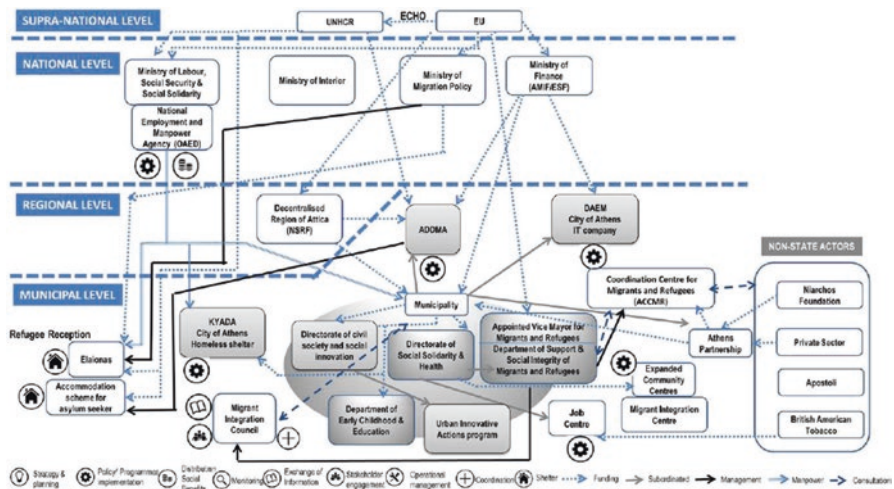 SUPRA-NATIONAL LEVEL
UNHCR
ECHO
EU
NATIONAL LEVEL
Ministry of Labour,
Social Security &
Social Solidarity
National
Employment and
Manpower
Agency (OAED)
Ministry of Interior
Ministry of
Migration Policy
Ministry of
Finance
(AMIF/ESF)
REGIONAL LEVEL
Decentralised
Region of Attica
(NSRF)
ADDMA
DAEM
City of Athens
IT company
NON-STATE ACTORS
MUNICIPAL LEVEL
Coordination Centre for
Migrants and Refugees
(ACCMR)
Niarchos
Foundation
Municipality
KYADA
City of Athens
Homeless shelter
Refugee Reception
Elaionas
Accommodation
scheme for
asylum seeker
Directorate of civil
society and social
innovation
Directorate of
Social Solidarity
& Health
Appointed Vice Mayor for
Migrants and Refugees
Department of Support &
Social Integrity of
Migrants and Refugees
Athens
Partnership
Private Sector
Expanded
Community
Centres
Apostoli
Migrant
Integration
Council
Department of
Early Childhood &
Education
Urban Innovative
Actions program
Job
Centre
Migrant Integration
Centre
British American
Tobacco
Strategy &
planning
Policy/ Programmes
implementation
Distribution
Social
Benefits
Monitoring
Exchange of
Information
Stakeholder
engagement
Operational
management
Coordination
Shelter
Funding
Subordinated
Management
Manpower
Consultation